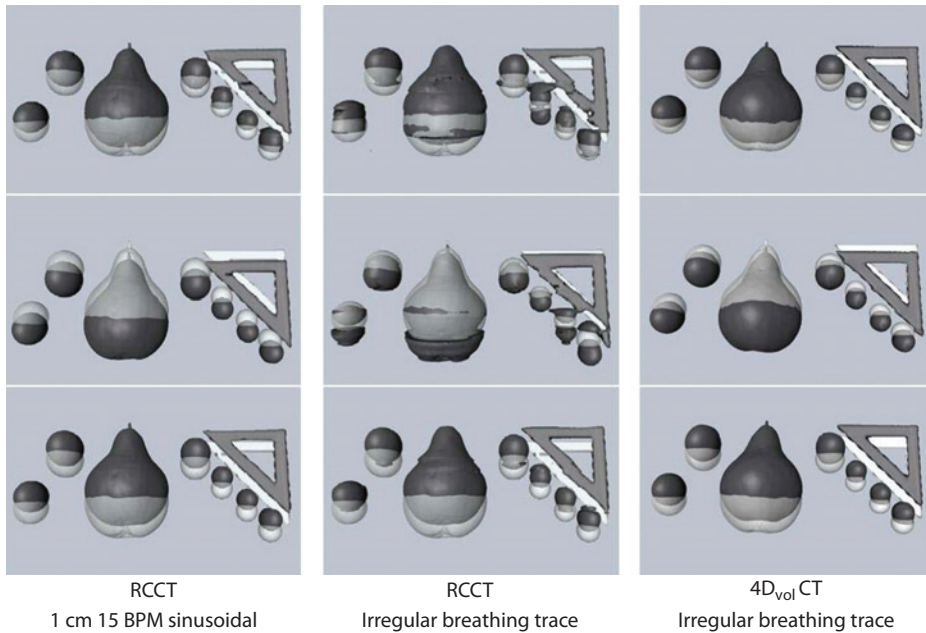 RCCT
1 cm 15 BPM sinusoidal
RCCT
Irregular breathing trace
4Dvol CT
Irregular breathing trace